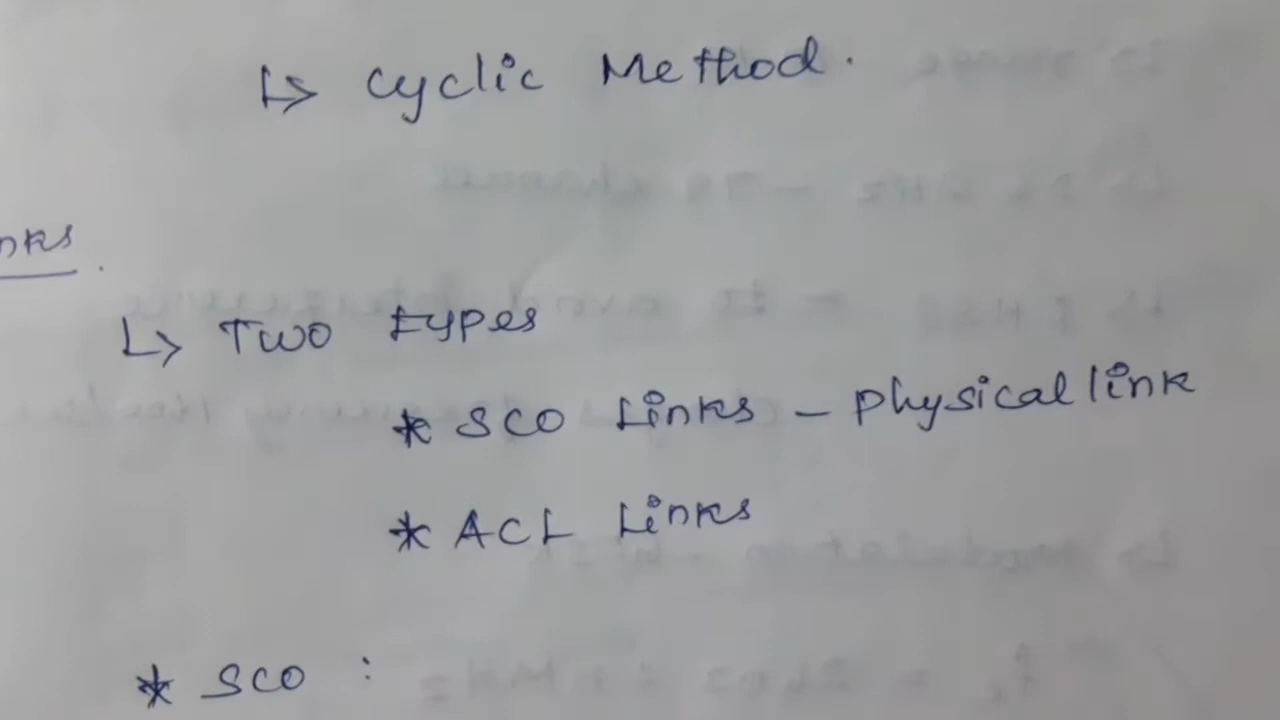 ↳ cyclic Method.
nks.
↳ Two types
* SCO Links - physical link
* ACL Links
* SCO :